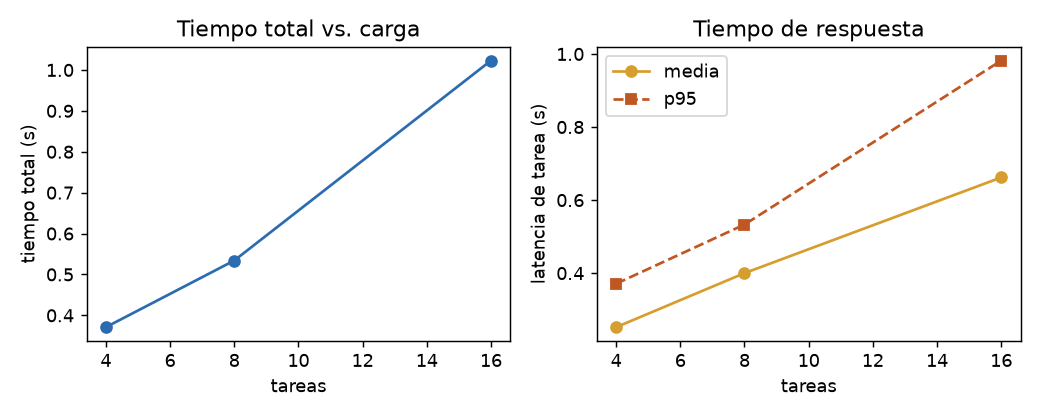 Tiempo total vs. carga
tiempo total (s)
1.0
0.9
0.8
0.7
0.6
0.5
0.4
4 6 8 10 12 14 16
tareas
Tiempo de respuesta
latencia de tarea (s)
media
p95
1.0
0.8
0.6
0.4
4 6 8 10 12 14 16
tareas